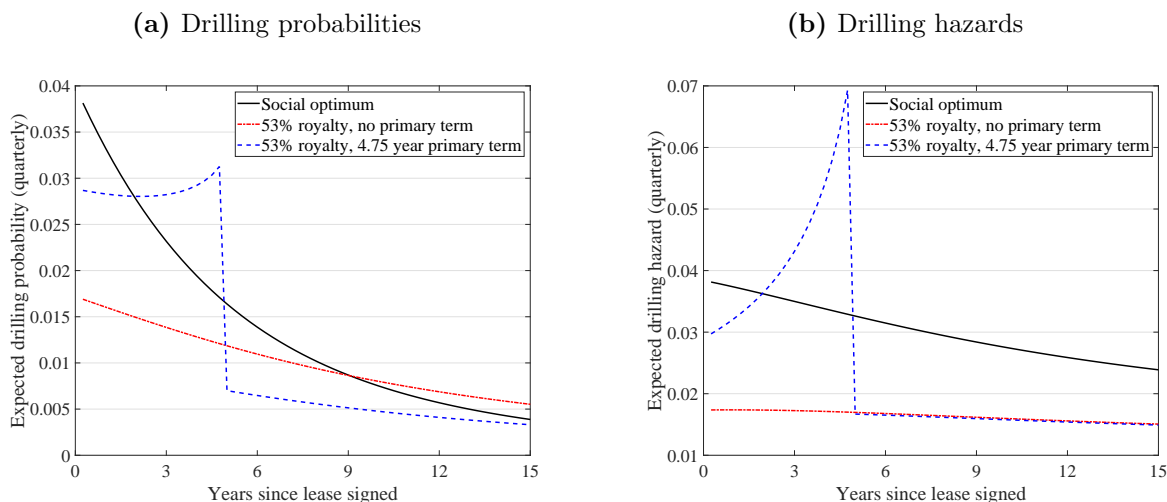 (a) Drilling probabilities
Expected drilling probability (quarterly)
0.04
0.035
0.03
0.025
0.02
0.015
0.01
0.005
0
0 3 6 9 12 15
Years since lease signed
Social optimum
53% royalty, no primary term
53% royalty, 4.75 year primary term
(b) Drilling hazards
Expected drilling hazard (quarterly)
0.07
0.06
0.05
0.04
0.03
0.02
0.01
0 3 6 9 12 15
Years since lease signed
Social optimum
53% royalty, no primary term
53% royalty, 4.75 year primary term